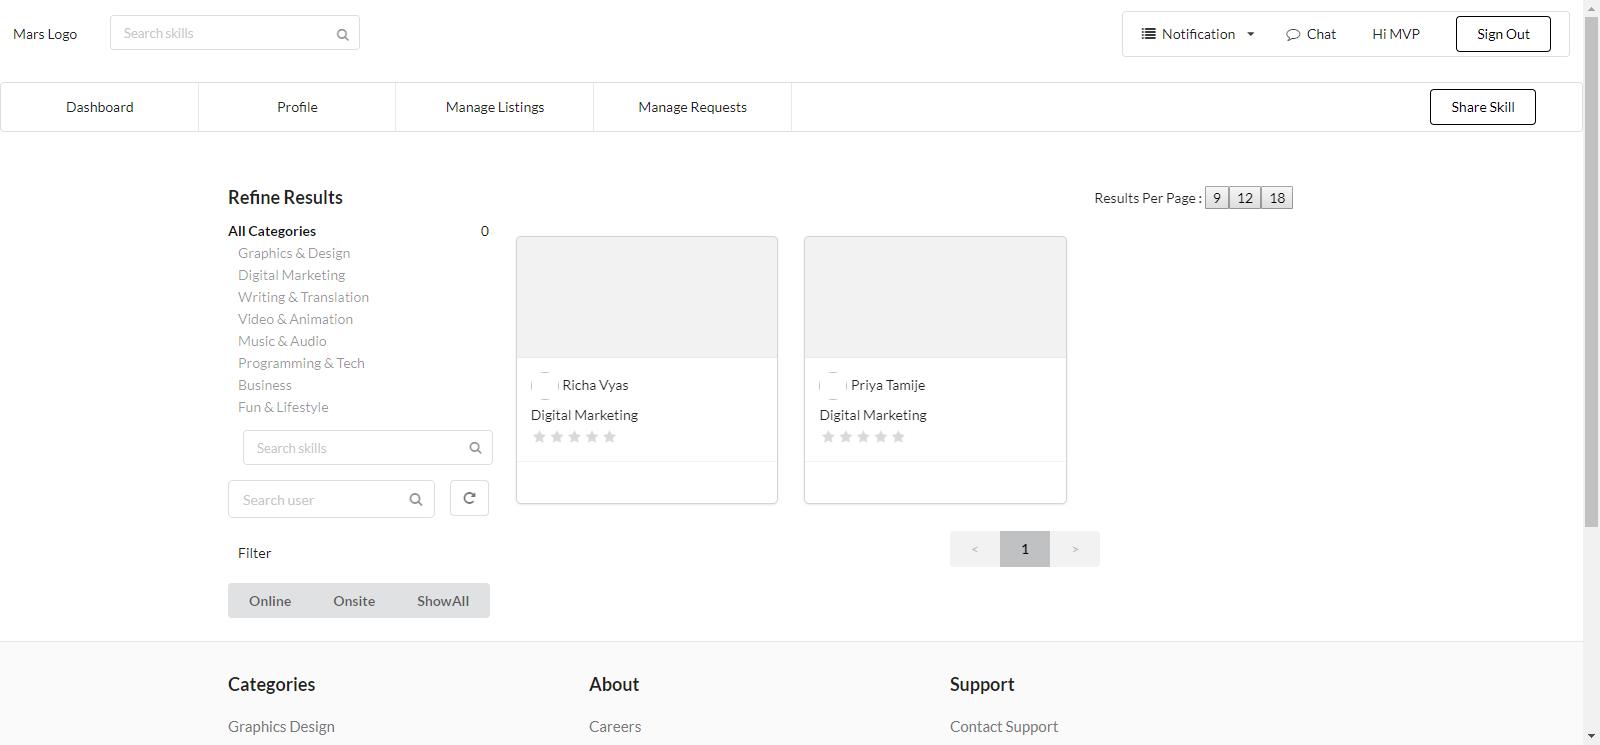 Mars Logo
Search skills
Notification
Chat
Hi MVP
Sign Out
Dashboard
Profile
Manage Listings
Manage Requests
Share Skill
Refine Results
Results Per Page : 9 12 18
All Categories 0
Graphics & Design
Digital Marketing
Writing & Translation
Video & Animation
Music & Audio
Programming & Tech
Business
Fun & Lifestyle
Search skills
Search user
Filter
Online Onsite ShowAll
Richa Vyas
Digital Marketing
Priya Tamije
Digital Marketing
< 1 >
Categories
Graphics Design
About
Careers
Support
Contact Support